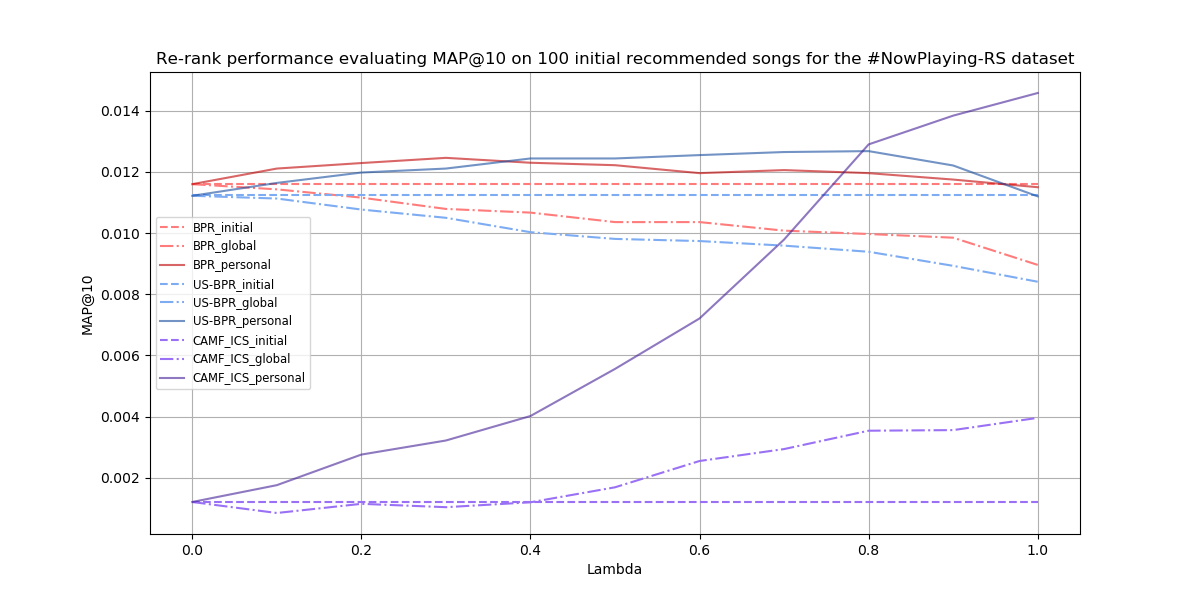 Re-rank performance evaluating MAP@10 on 100 initial recommended songs for the #NowPlaying-RS dataset
MAP@10
0.014
0.012
0.010
0.008
0.006
0.004
0.002
BPR_initial
BPR_global
BPR_personal
US-BPR_initial
US-BPR_global
US-BPR_personal
CAMF_ICS_initial
CAMF_ICS_global
CAMF_ICS_personal
0.0 0.2 0.4 0.6 0.8 1.0
Lambda